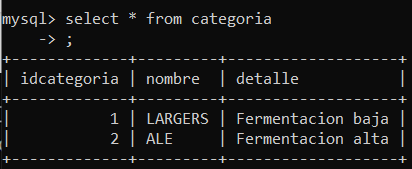 mysql> select * from categoria
    -> ;
+-------------+---------+-------------------+
| idcategoria | nombre  | detalle           |
+-------------+---------+-------------------+
|           1 | LARGERS | Fermentacion baja |
|           2 | ALE     | Fermentacion alta |
+-------------+---------+-------------------+